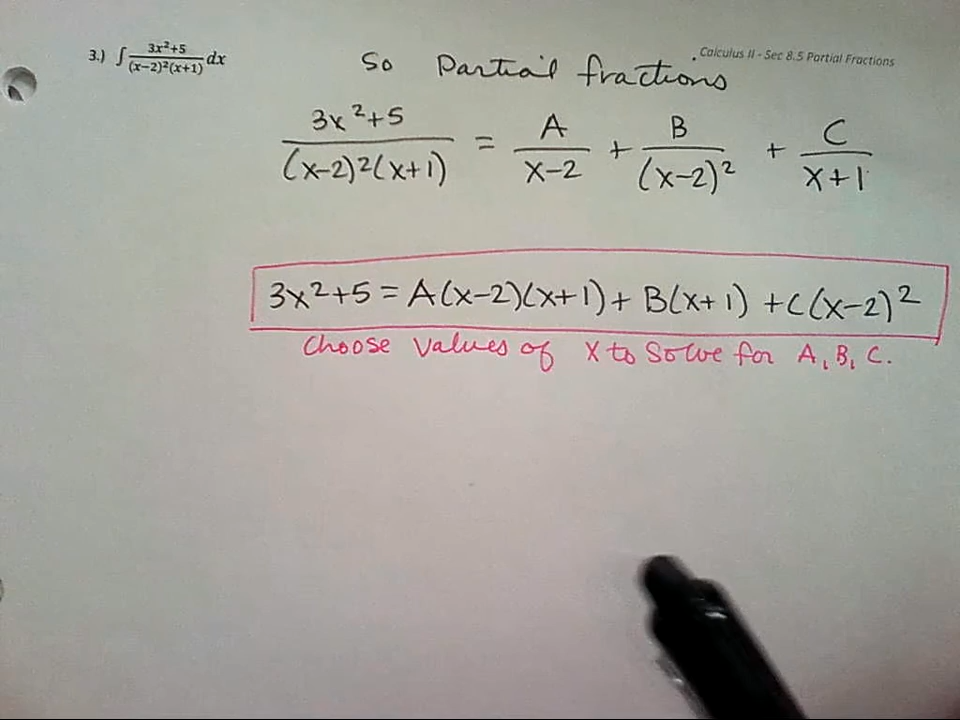 3.) ∫ 3x²+5 / (x−2)²(x+1) dx
Calculus II - Sec 8.5 Partial Fractions
So Partial fractions
3x²+5 / (x-2)²(x+1) = A / x-2 + B / (x-2)² + C / x+1
3x²+5 = A(x-2)(x+1) + B(x+1) + C(x-2)²
Choose Values of X to Solve for A, B, C.